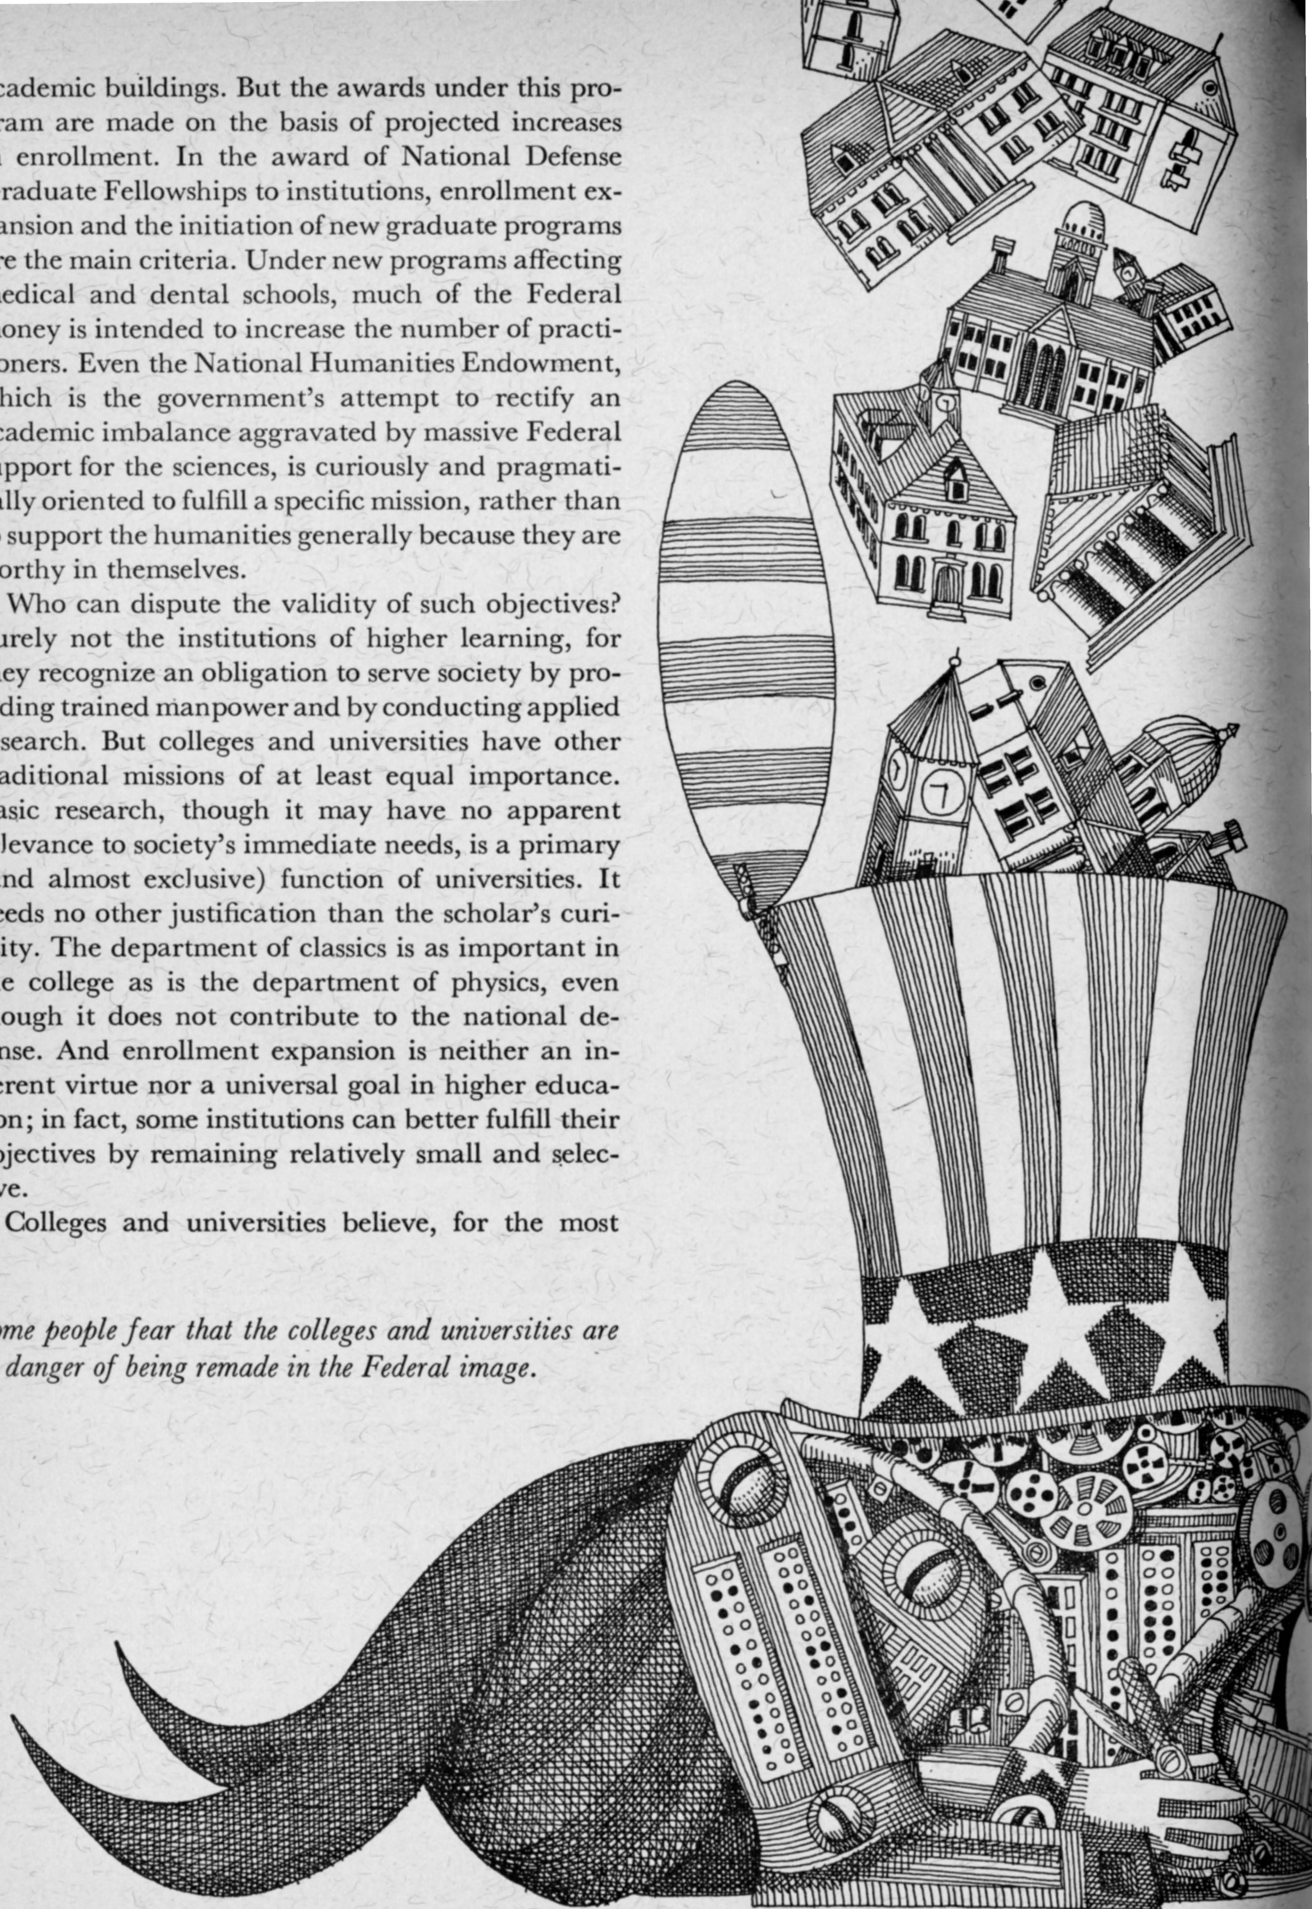 cademic buildings. But the awards under this pro-
ram are made on the basis of projected increases
enrollment. In the award of National Defense
raduate Fellowships to institutions, enrollment ex-
ansion and the initiation of new graduate programs
re the main criteria. Under new programs affecting
edical and dental schools, much of the Federal
oney is intended to increase the number of practi-
oners. Even the National Humanities Endowment,
hich is the government's attempt to rectify an
cademic imbalance aggravated by massive Federal
pport for the sciences, is curiously and pragmati-
lly oriented to fulfill a specific mission, rather than
support the humanities generally because they are
orthy in themselves.
Who can dispute the validity of such objectives?
urely not the institutions of higher learning, for
ey recognize an obligation to serve society by pro-
ding trained manpower and by conducting applied
search. But colleges and universities have other
aditional missions of at least equal importance.
asic research, though it may have no apparent
levance to society's immediate needs, is a primary
nd almost exclusive) function of universities. It
eeds no other justification than the scholar's curi-
ity. The department of classics is as important in
e college as is the department of physics, even
ough it does not contribute to the national de-
nse. And enrollment expansion is neither an in-
erent virtue nor a universal goal in higher educa-
on; in fact, some institutions can better fulfill their
bjectives by remaining relatively small and selec-
ve.
Colleges and universities believe, for the most
ome people fear that the colleges and universities are
danger of being remade in the Federal image.